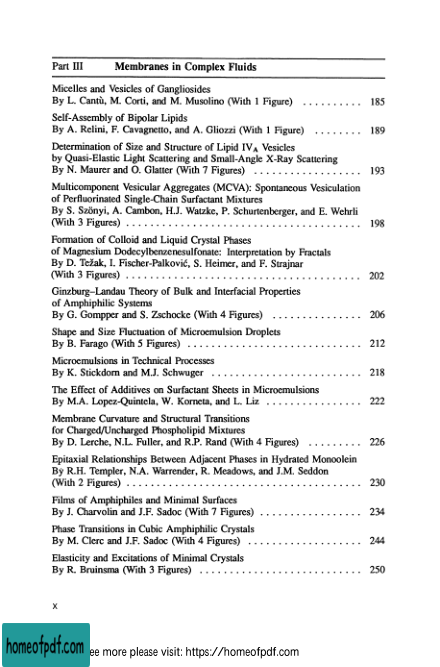 Part III Membranes in Complex Fluids
Micelles and Vesicles of Gangliosides
By L. Cantù, M. Corti, and M. Musolino (With 1 Figure) .......... 185
Self-Assembly of Bipolar Lipids
By A. Relini, F. Cavagnetto, and A. Gliozzi (With 1 Figure) ........ 189
Determination of Size and Structure of Lipid IVA Vesicles
by Quasi-Elastic Light Scattering and Small-Angle X-Ray Scattering
By N. Maurer and O. Glatter (With 7 Figures) .................. 193
Multicomponent Vesicular Aggregates (MCVA): Spontaneous Vesiculation
of Perfluorinated Single-Chain Surfactant Mixtures
By S. Szönyi, A. Cambon, H.J. Watzke, P. Schurtenberger, and E. Wehrli
(With 3 Figures) ....................................... 198
Formation of Colloid and Liquid Crystal Phases
of Magnesium Dodecylbenzenesulfonate: Interpretation by Fractals
By D. Težak, I. Fischer-Palković, S. Heimer, and F. Strajnar
(With 3 Figures) ....................................... 202
Ginzburg–Landau Theory of Bulk and Interfacial Properties
of Amphiphilic Systems
By G. Gompper and S. Zschocke (With 4 Figures) ............... 206
Shape and Size Fluctuation of Microemulsion Droplets
By B. Farago (With 5 Figures) ............................. 212
Microemulsions in Technical Processes
By K. Stickdorn and M.J. Schwuger ......................... 218
The Effect of Additives on Surfactant Sheets in Microemulsions
By M.A. Lopez-Quintela, W. Korneta, and L. Liz ................ 222
Membrane Curvature and Structural Transitions
for Charged/Uncharged Phospholipid Mixtures
By D. Lerche, N.L. Fuller, and R.P. Rand (With 4 Figures) ......... 226
Epitaxial Relationships Between Adjacent Phases in Hydrated Monoolein
By R.H. Templer, N.A. Warrender, R. Meadows, and J.M. Seddon
(With 2 Figures) ....................................... 230
Films of Amphiphiles and Minimal Surfaces
By J. Charvolin and J.F. Sadoc (With 7 Figures) ................. 234
Phase Transitions in Cubic Amphiphilic Crystals
By M. Clerc and J.F. Sadoc (With 4 Figures) ................... 244
Elasticity and Excitations of Minimal Crystals
By R. Bruinsma (With 3 Figures) ........................... 250
x
homeofpdf.com ee more please visit: https://homeofpdf.com